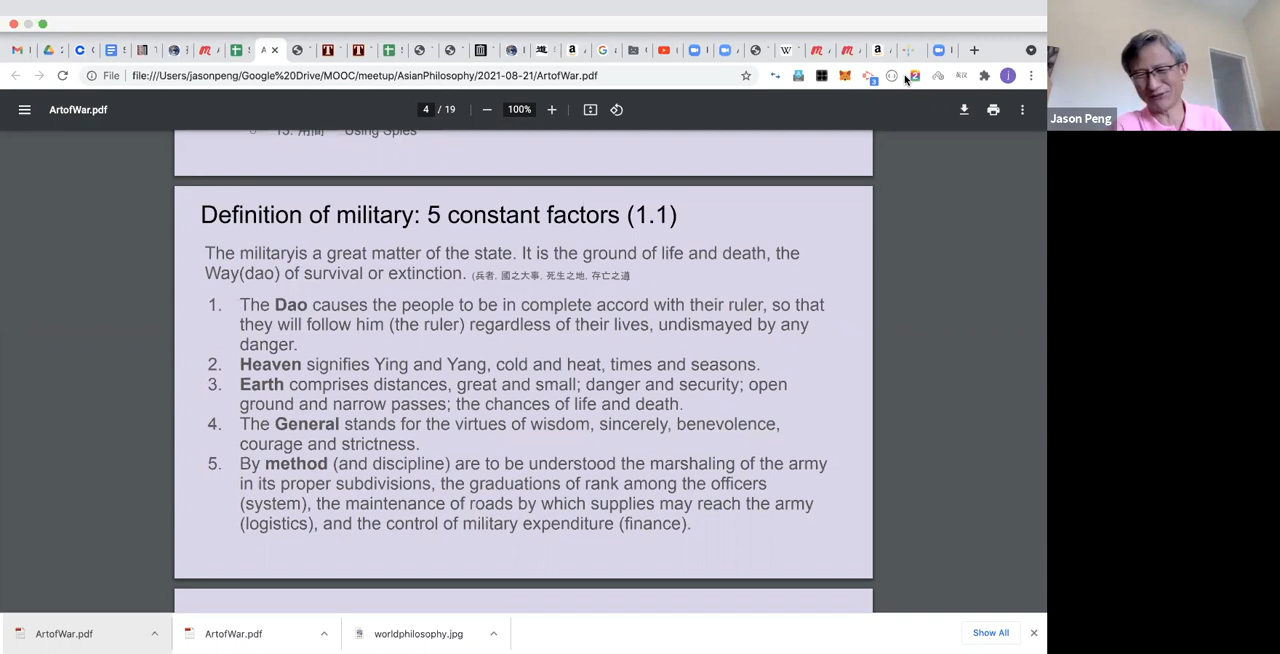 File
file:///Users/jasonpeng/Google%20Drive/MOOC/meetup/AsianPhilosophy/2021-08-21/ArtofWar.pdf
ArtofWar.pdf
4 / 19
100%
Jason Peng
13. 用間 Using Spies
Definition of military: 5 constant factors (1.1)
The militaryis a great matter of the state. It is the ground of life and death, the
Way(dao) of survival or extinction. (兵者, 國之大事, 死生之地, 存亡之道
1. The Dao causes the people to be in complete accord with their ruler, so that
they will follow him (the ruler) regardless of their lives, undismayed by any
danger.
2. Heaven signifies Ying and Yang, cold and heat, times and seasons.
3. Earth comprises distances, great and small; danger and security; open
ground and narrow passes; the chances of life and death.
4. The General stands for the virtues of wisdom, sincerely, benevolence,
courage and strictness.
5. By method (and discipline) are to be understood the marshaling of the army
in its proper subdivisions, the graduations of rank among the officers
(system), the maintenance of roads by which supplies may reach the army
(logistics), and the control of military expenditure (finance).
ArtofWar.pdf
ArtofWar.pdf
worldphilosophy.jpg
Show All